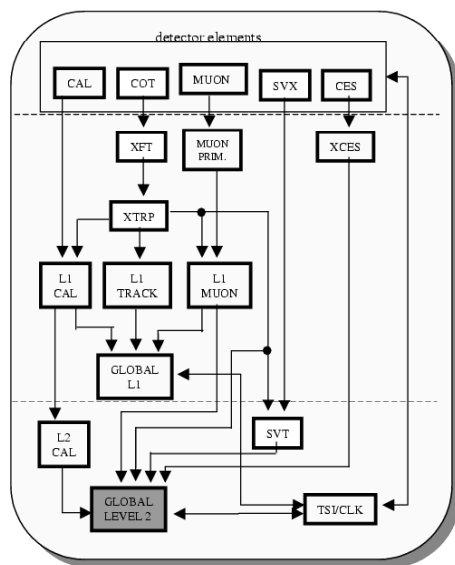 detector elements
CAL
COT
MUON
SVX
CES
XFT
MUON
PRIM.
XCES
XTRP
L1
CAL
L1
TRACK
L1
MUON
GLOBAL
L1
L2
CAL
SVT
GLOBAL
LEVEL 2
TSI/CLK